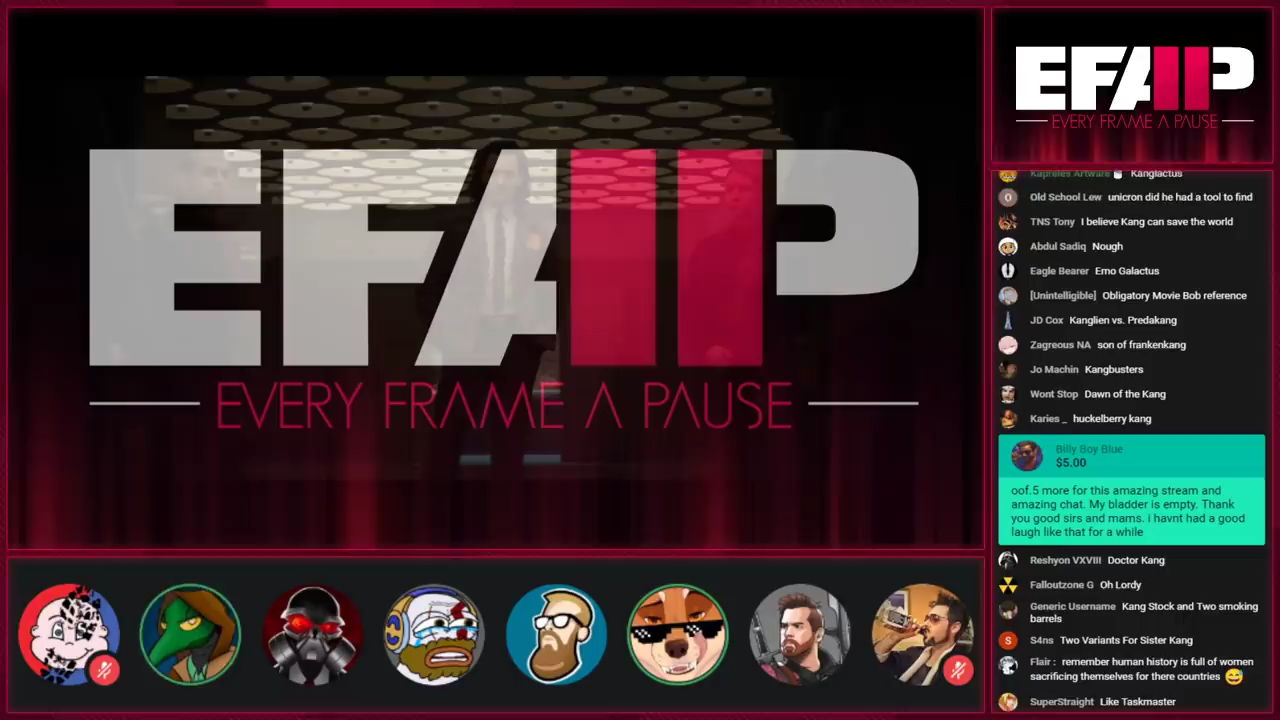 EFAP
EVERY FRAME A PAUSE
EFAP
EVERY FRAME A PAUSE
Kapreles Artwark Kanglactus
Old School Lew unicron did he had a tool to find
TNS Tony I believe Kang can save the world
Abdul Sadiq Nough
Eagle Bearer Erno Galactus
[Unintelligible] Obligatory Movie Bob reference
JD Cox Kanglien vs. Predakang
Zagreous NA son of frankenkang
Jo Machin Kangbusters
Wont Stop Dawn of the Kang
Karies _ huckelberry kang
Billy Boy Blue
$5.00
oof.5 more for this amazing stream and
amazing chat. My bladder is empty. Thank
you good sirs and mams. i havnt had a good
laugh like that for a while
Reshyon VXVIII Doctor Kang
Falloutzone G Oh Lordy
Generic Username Kang Stock and Two smoking
barrels
S4ns Two Variants For Sister Kang
Flair : remember human history is full of women
sacrificing themselves for there countries 😅
SuperStraight Like Taskmaster